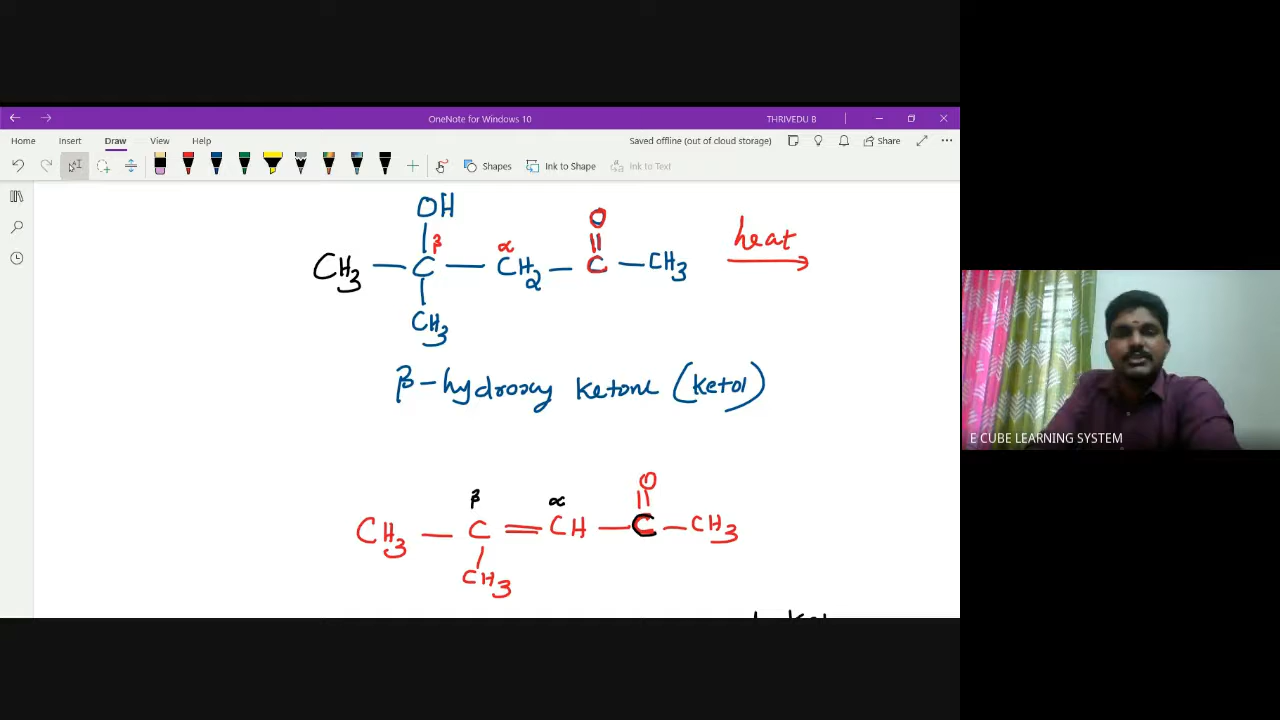 OneNote for Windows 10
THRIVEDU B
Home Insert Draw View Help
Saved offline (out of cloud storage)
Share
Shapes
Ink to Shape
Ink to Text
OH
O
β α
CH3 — C — CH2 — C — CH3
heat
α
CH3
β-hydroxy ketone (ketol)
O
β α
CH3 — C = CH — C — CH3
CH3
E CUBE LEARNING SYSTEM